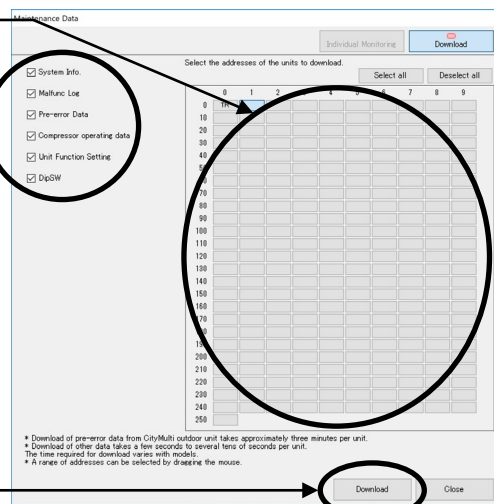 Maintenance Data
Individual Monitoring
Download
Select the addresses of the units to download.
Select all
Deselect all
System Info.
Malfunc Log
Pre-error Data
Compressor operating data
Unit Function Setting
DipSW
0 1 2 3 4 5 6 7 8 9
0
10
20
30
40
60
70
80
90
100
110
120
130
140
150
160
170
200
210
220
230
240
250
* Download of pre-error data from CityMulti outdoor unit takes approximately three minutes per unit.
* Download of other data takes a few seconds to several tens of seconds per unit.
The time required for download varies with models.
* A range of addresses can be selected by dragging the mouse.
Download
Close